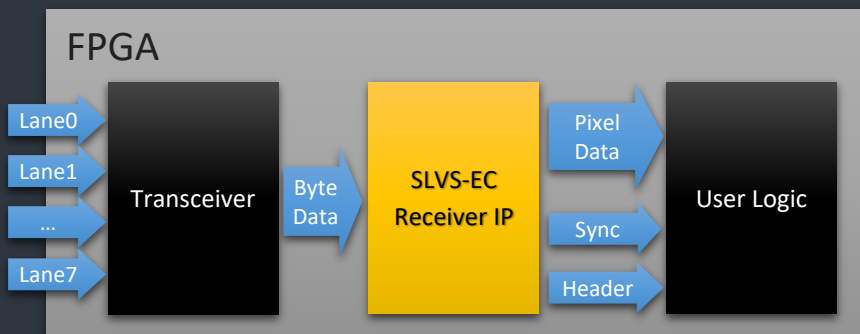 FPGA
Lane0
Lane1
...
Lane7
Transceiver
Byte
Data
SLVS-EC
Receiver IP
Pixel
Data
Sync
Header
User Logic